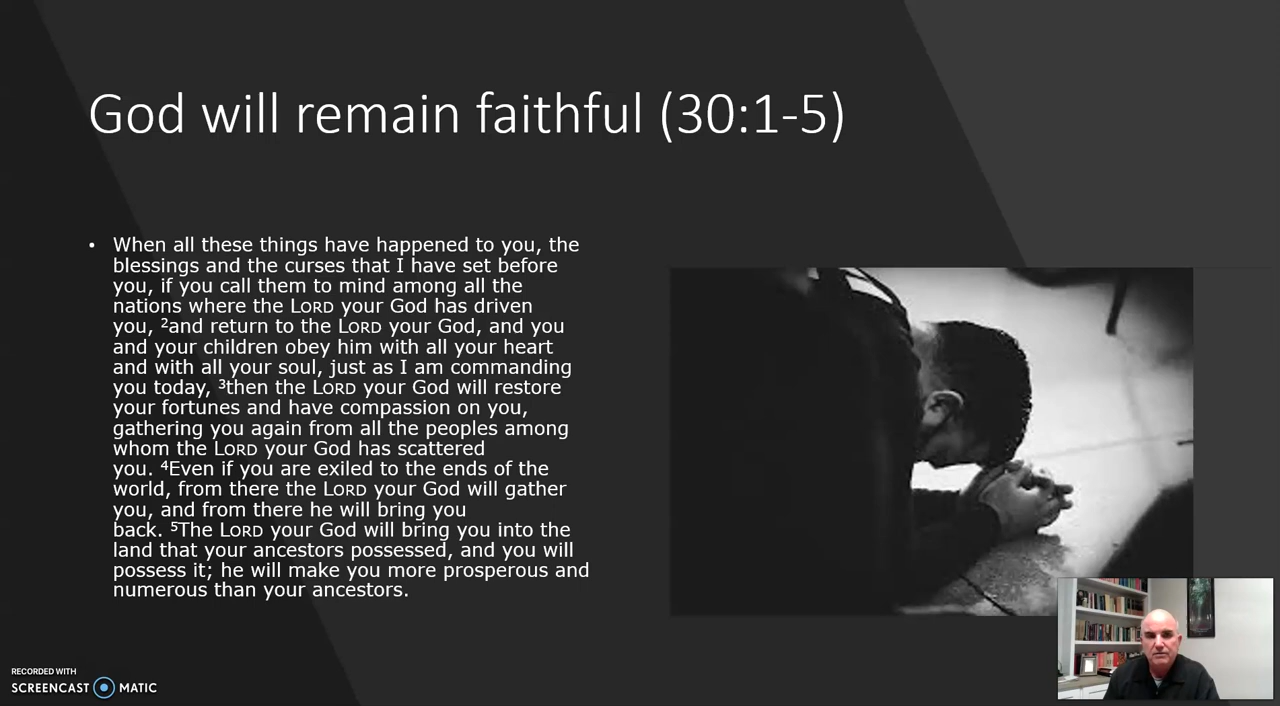 God will remain faithful (30:1-5)
• When all these things have happened to you, the
blessings and the curses that I have set before
you, if you call them to mind among all the
nations where the LORD your God has driven
you, ²and return to the LORD your God, and you
and your children obey him with all your heart
and with all your soul, just as I am commanding
you today, ³then the LORD your God will restore
your fortunes and have compassion on you,
gathering you again from all the peoples among
whom the LORD your God has scattered
you. ⁴Even if you are exiled to the ends of the
world, from there the LORD your God will gather
you, and from there he will bring you
back. ⁵The LORD your God will bring you into the
land that your ancestors possessed, and you will
possess it; he will make you more prosperous and
numerous than your ancestors.
RECORDED WITH
SCREENCAST MATIC